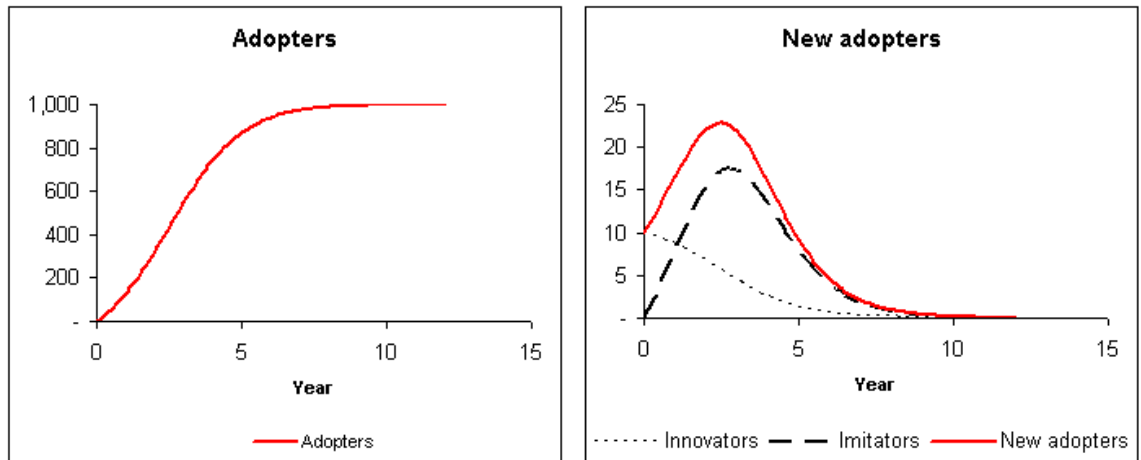 Adopters
1,000
800
600
400
200
-
0 5 10 15
Year
Adopters
New adopters
25
20
15
10
5
-
0 5 10 15
Year
Innovators Imitators New adopters